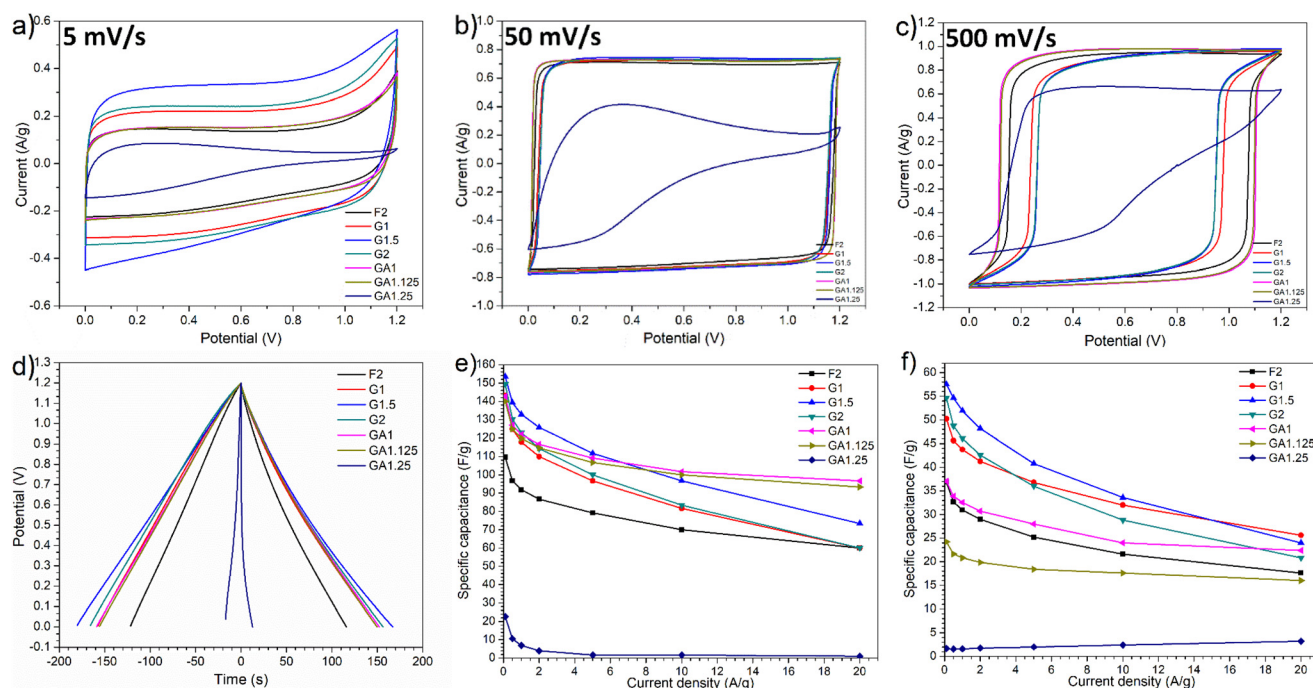 a) 5 mV/s
0.6
0.4
0.2
0.0
-0.2
-0.4
-0.6
Current (A/g)
F2
G1
G1.5
G2
GA1
GA1.125
GA1.25
0.0 0.2 0.4 0.6 0.8 1.0 1.2
Potential (V)
b) 50 mV/s
1.0
0.8
0.6
0.4
0.2
0.0
-0.2
-0.4
-0.6
-0.8
-1.0
Current (A/g)
F2
G1
G1.5
G2
GA1
GA1.125
GA1.25
0.0 0.2 0.4 0.6 0.8 1.0 1.2
Potential (V)
c) 500 mV/s
1.2
1.0
0.8
0.6
0.4
0.2
0.0
-0.2
-0.4
-0.6
-0.8
-1.0
-1.2
Current (A/g)
F2
G1
G1.5
G2
GA1
GA1.125
GA1.25
0.0 0.2 0.4 0.6 0.8 1.0 1.2
Potential (V)
d)
1.3
1.2
1.1
1.0
0.9
0.8
0.7
0.6
0.5
0.4
0.3
0.2
0.1
0.0
-0.1
Potential (V)
F2
G1
G1.5
G2
GA1
GA1.125
GA1.25
-200 -150 -100 -50 0 50 100 150 200
Time (s)
e)
160
150
140
130
120
110
100
90
80
70
60
50
40
30
20
10
0
Specific capacitance (F/g)
F2
G1
G1.5
G2
GA1
GA1.125
GA1.25
0 2 4 6 8 10 12 14 16 18 20
Current density (A/g)
f)
60
55
50
45
40
35
30
25
20
15
10
5
0
Specific capacitance (F/g)
F2
G1
G1.5
G2
GA1
GA1.125
GA1.25
0 2 4 6 8 10 12 14 16 18 20
Current density (A/g)